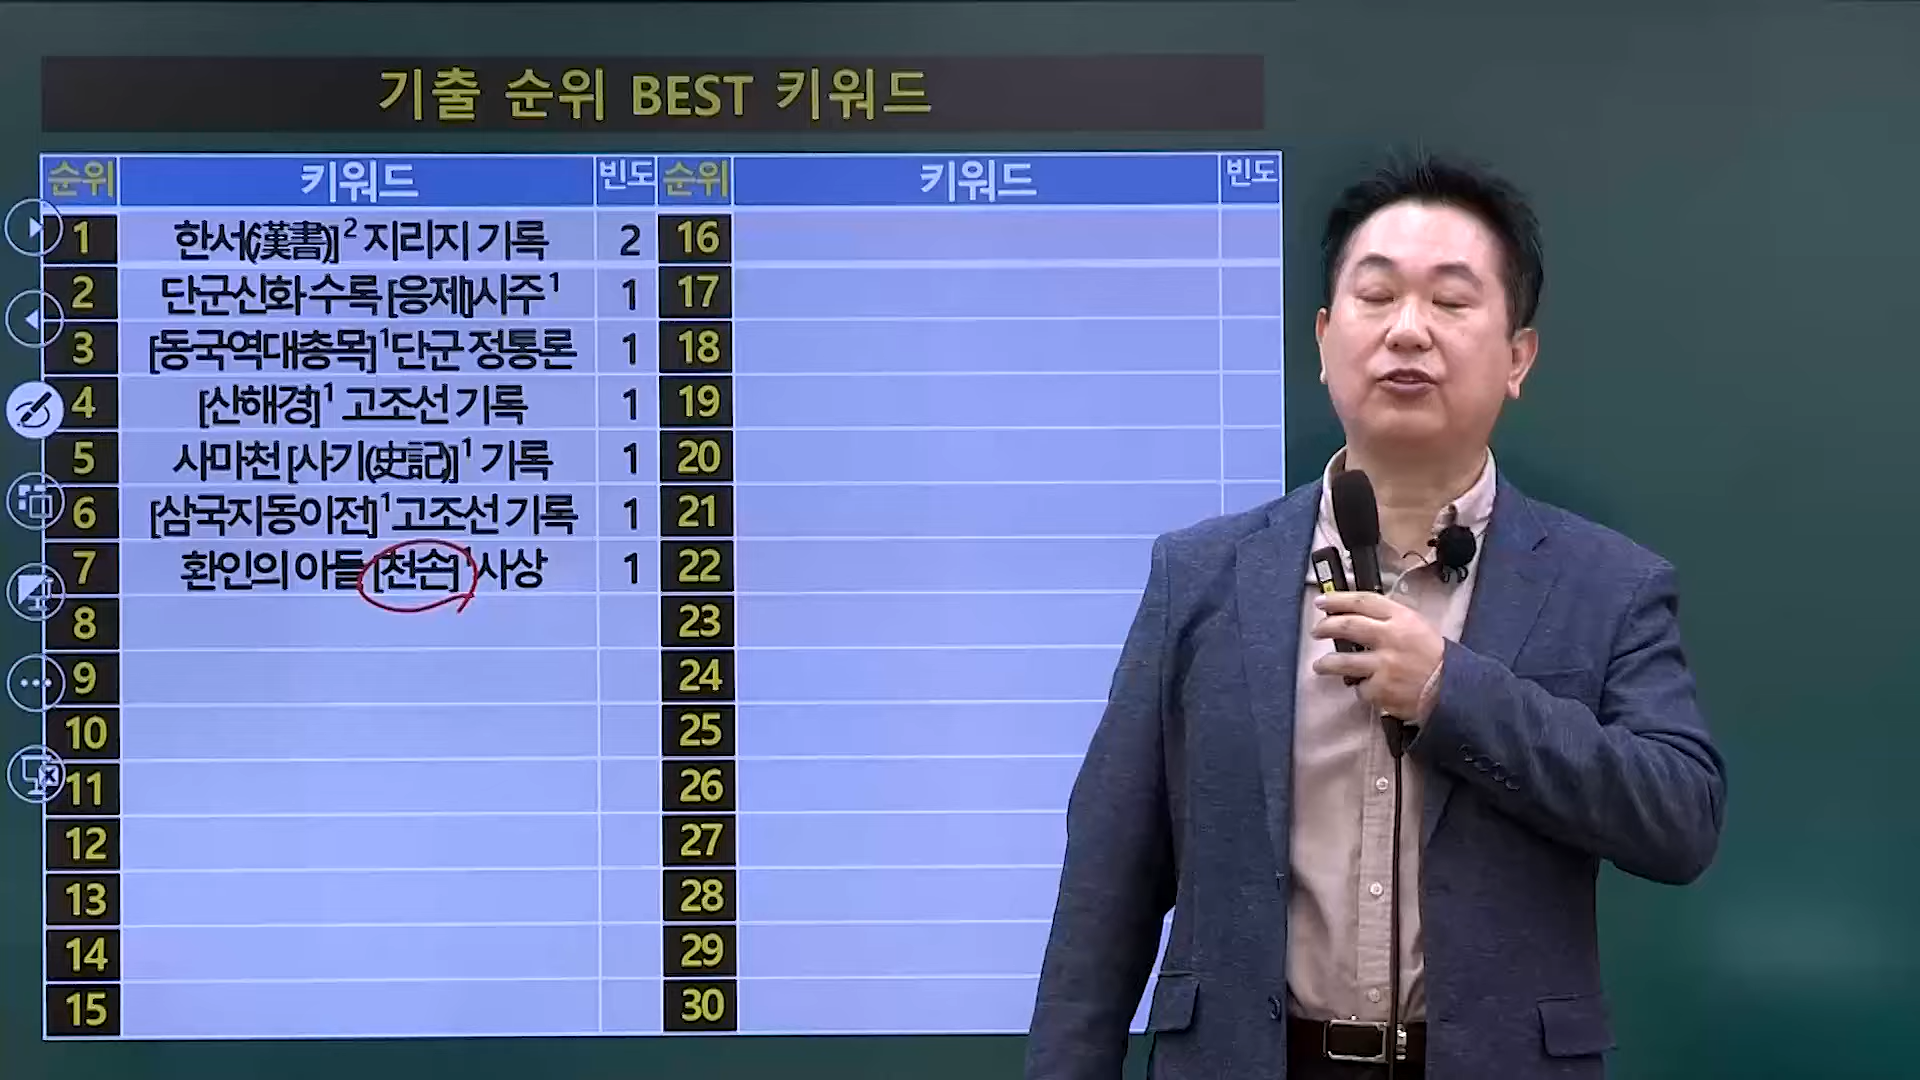 기출 순위 BEST 키워드
순위 키워드 빈도 순위 키워드 빈도
1 한서(漢書)]² 지리지 기록 2 16
2 단군신화 수록 [응제]시주¹ 1 17
3 [동국역대총목]¹단군 정통론 1 18
4 [산해경]¹ 고조선 기록 1 19
5 사마천 [사기(史記)]¹ 기록 1 20
6 [삼국지동이전]¹고조선 기록 1 21
7 환인의 아들 [천손]¹ 사상 1 22
8 23
9 24
10 25
11 26
12 27
13 28
14 29
15 30